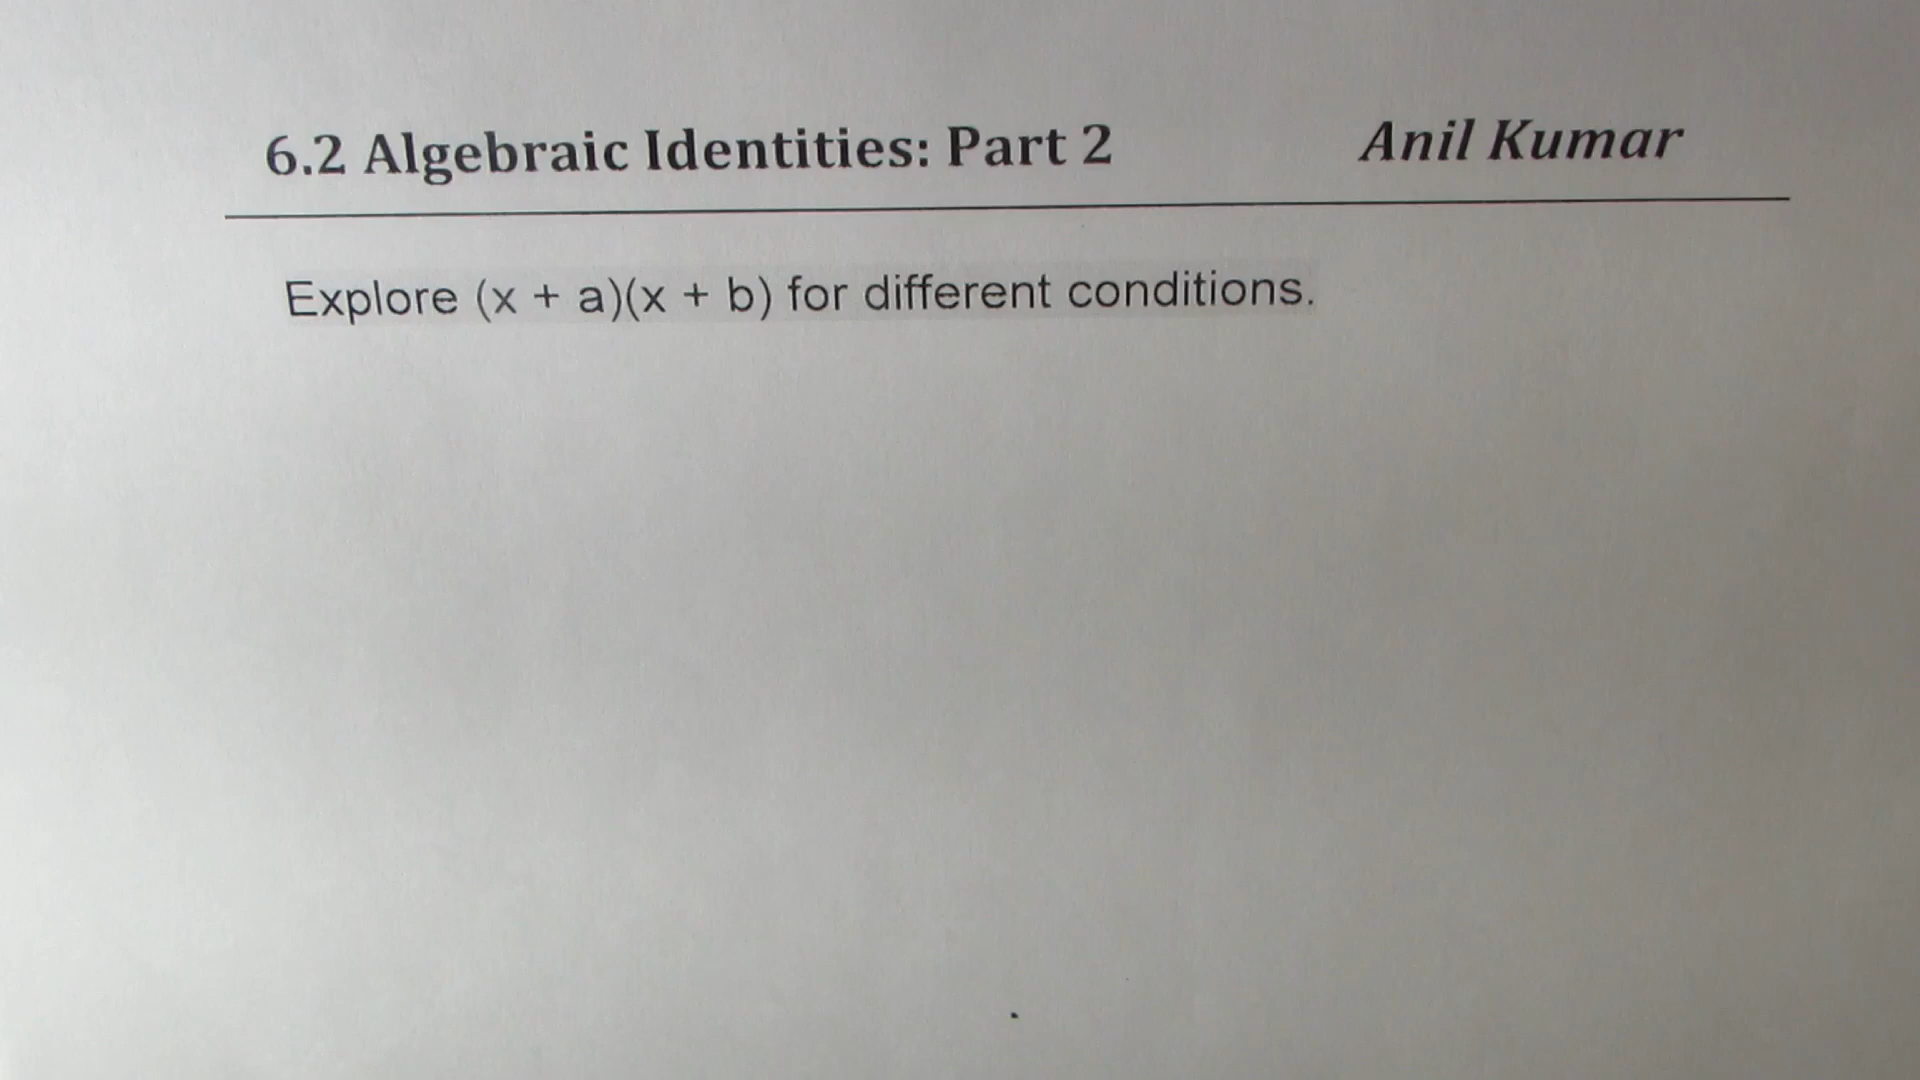 6.2 Algebraic Identities: Part 2 Anil Kumar
Explore (x + a)(x + b) for different conditions.